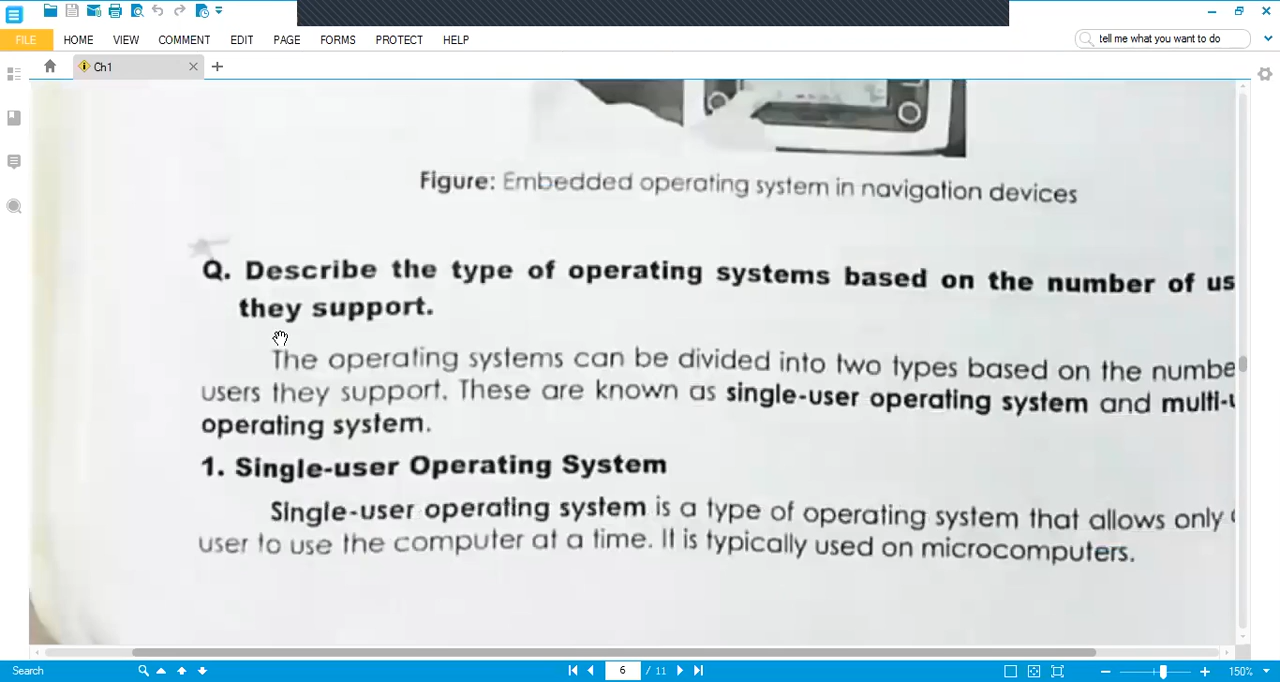 FILE HOME VIEW COMMENT EDIT PAGE FORMS PROTECT HELP tell me what you want to do
Ch1
Figure: Embedded operating system in navigation devices
Q. Describe the type of operating systems based on the number of us
they support.
The operating systems can be divided into two types based on the numbe
users they support. These are known as single-user operating system and multi-
operating system.
1. Single-user Operating System
Single-user operating system is a type of operating system that allows only
user to use the computer at a time. It is typically used on microcomputers.
Search 6 / 11 150%